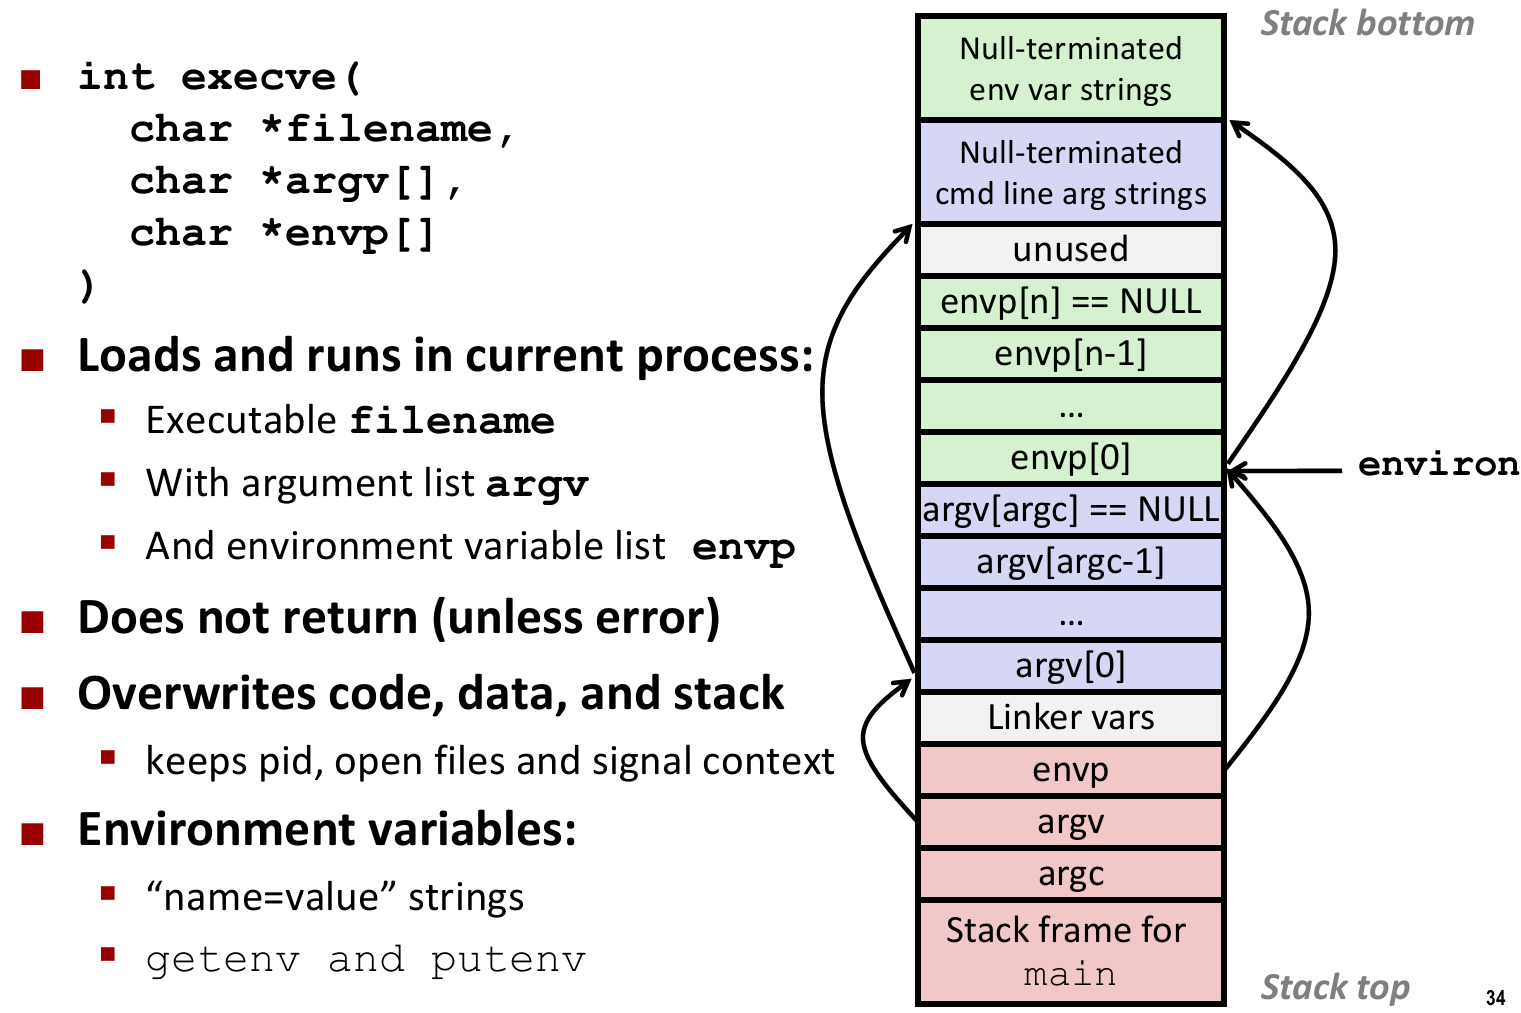 int execve(
char *filename,
char *argv[],
char *envp[]
)
Loads and runs in current process:
Executable filename
With argument list argv
And environment variable list envp
Does not return (unless error)
Overwrites code, data, and stack
keeps pid, open files and signal context
Environment variables:
“name=value” strings
getenv and putenv
Stack bottom
Null-terminated
env var strings
Null-terminated
cmd line arg strings
unused
envp[n] == NULL
envp[n-1]
...
envp[0]
environ
argv[argc] == NULL
argv[argc-1]
...
argv[0]
Linker vars
envp
argv
argc
Stack frame for
main
Stack top
34